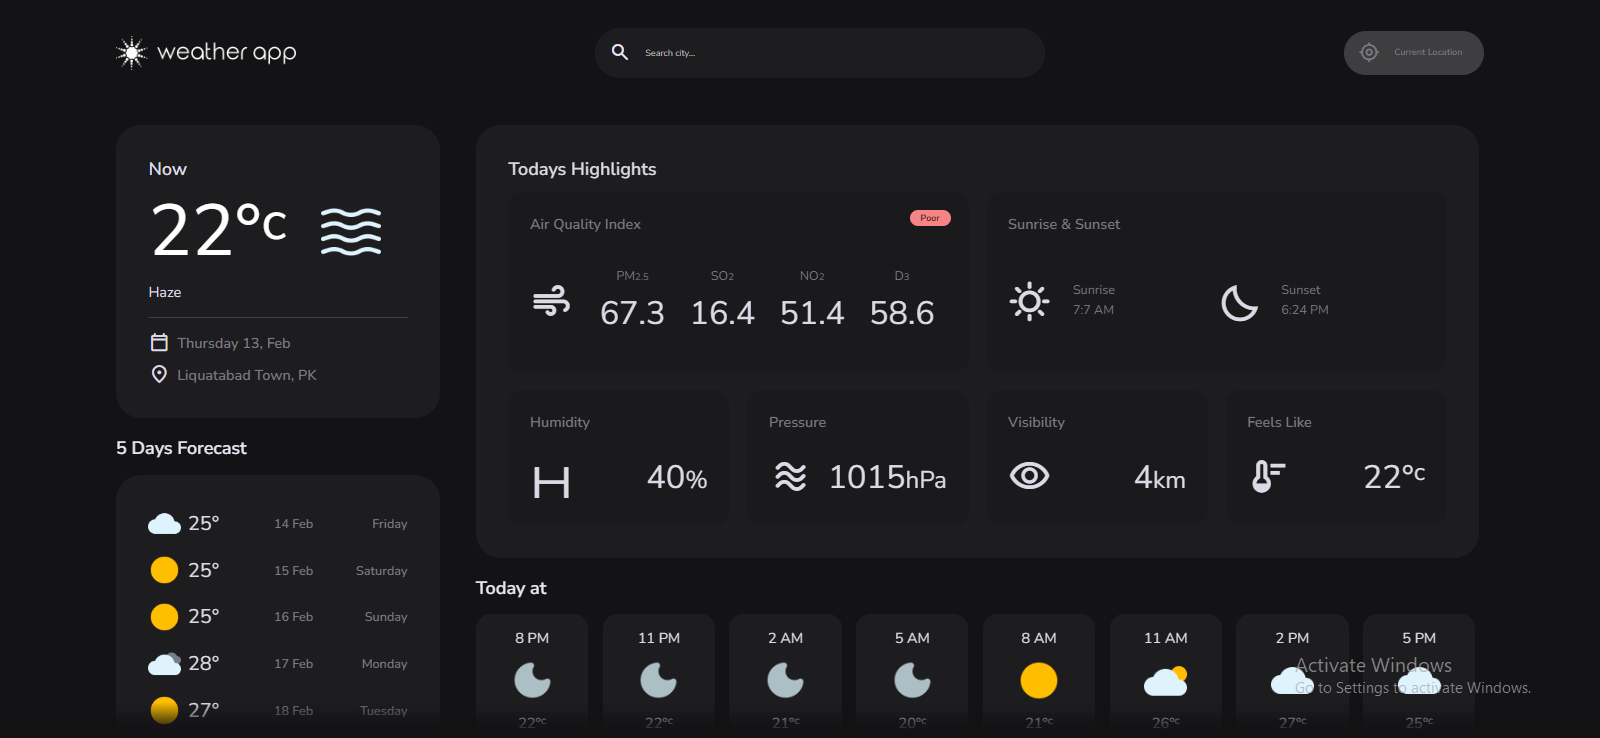 weather app
Search city...
Current Location
Now
22°c
Haze
Thursday 13, Feb
Liquatabad Town, PK
5 Days Forecast
25° 14 Feb Friday
25° 15 Feb Saturday
25° 16 Feb Sunday
28° 17 Feb Monday
27° 18 Feb Tuesday
Todays Highlights
Air Quality Index
Poor
PM2.5 SO2 NO2 D3
67.3 16.4 51.4 58.6
Sunrise & Sunset
Sunrise
7:7 AM
Sunset
6:24 PM
Humidity
40%
Pressure
1015hPa
Visibility
4km
Feels Like
22°c
Today at
8 PM 11 PM 2 AM 5 AM 8 AM 11 AM 2 PM 5 PM
22°c 22°c 21°c 20°c 21°c 26°c 27°c 25°c
Activate Windows
Go to Settings to activate Windows.